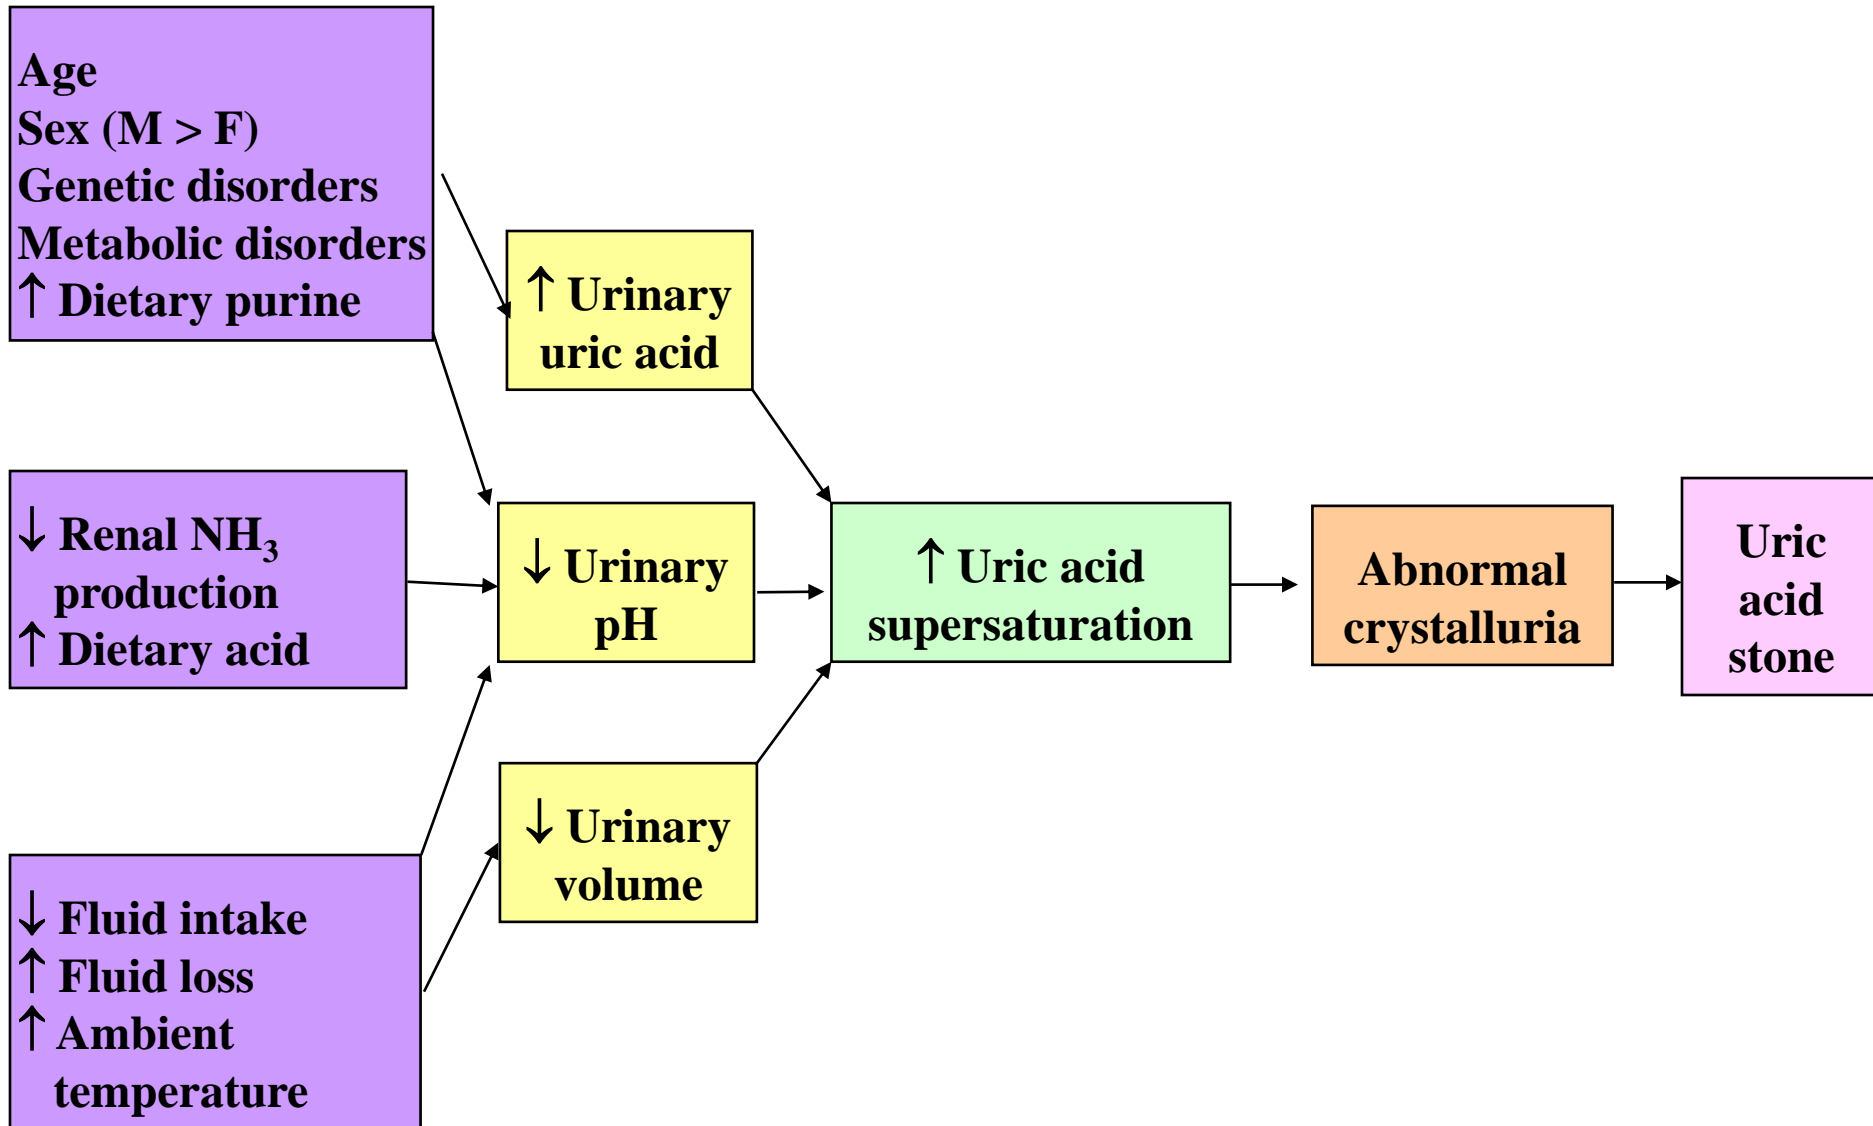 Age
Sex (M > F)
Genetic disorders
Metabolic disorders
↑ Dietary purine
↑ Urinary
uric acid
↓ Renal NH₃
production
↑ Dietary acid
↓ Urinary
pH
↑ Uric acid
supersaturation
Abnormal
crystalluria
Uric
acid
stone
↓ Urinary
volume
↓ Fluid intake
↑ Fluid loss
↑ Ambient
temperature